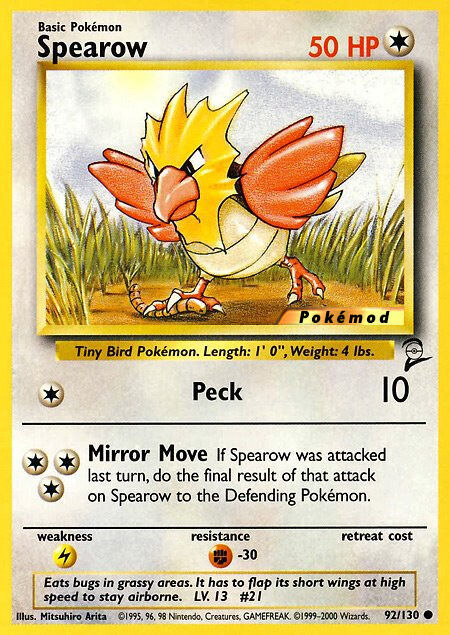 Basic Pokémon
Spearow 50 HP
Pokémod
Tiny Bird Pokémon. Length: 1' 0", Weight: 4 lbs.
Peck 10
Mirror Move If Spearow was attacked
last turn, do the final result of that attack
on Spearow to the Defending Pokémon.
weakness resistance retreat cost
-30
Eats bugs in grassy areas. It has to flap its short wings at high
speed to stay airborne. LV. 13 #21
Illus. Mitsuhiro Arita ©1995, 96, 98 Nintendo, Creatures, GAMEFREAK. ©1999-2000 Wizards. 92/130